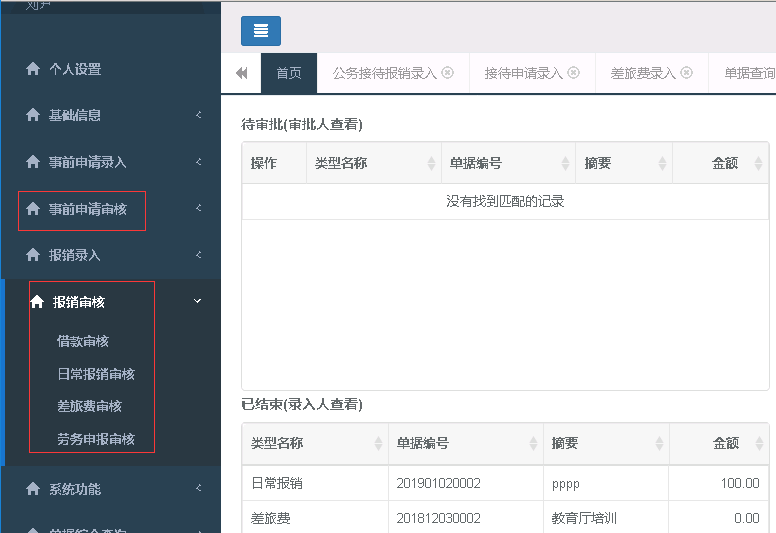 个人设置
基础信息
事前申请录入
事前申请审核
报销录入
报销审核
借款审核
日常报销审核
差旅费审核
劳务申报审核
系统功能
首页 公务接待报销录入 接待申请录入 差旅费录入 单据查询
待审批(审批人查看)
操作 类型名称 单据编号 摘要 金额
没有找到匹配的记录
已结束(录入人查看)
类型名称 单据编号 摘要 金额
日常报销 201901020002 pppp 100.00
差旅费 201812030002 教育厅培训 0.00